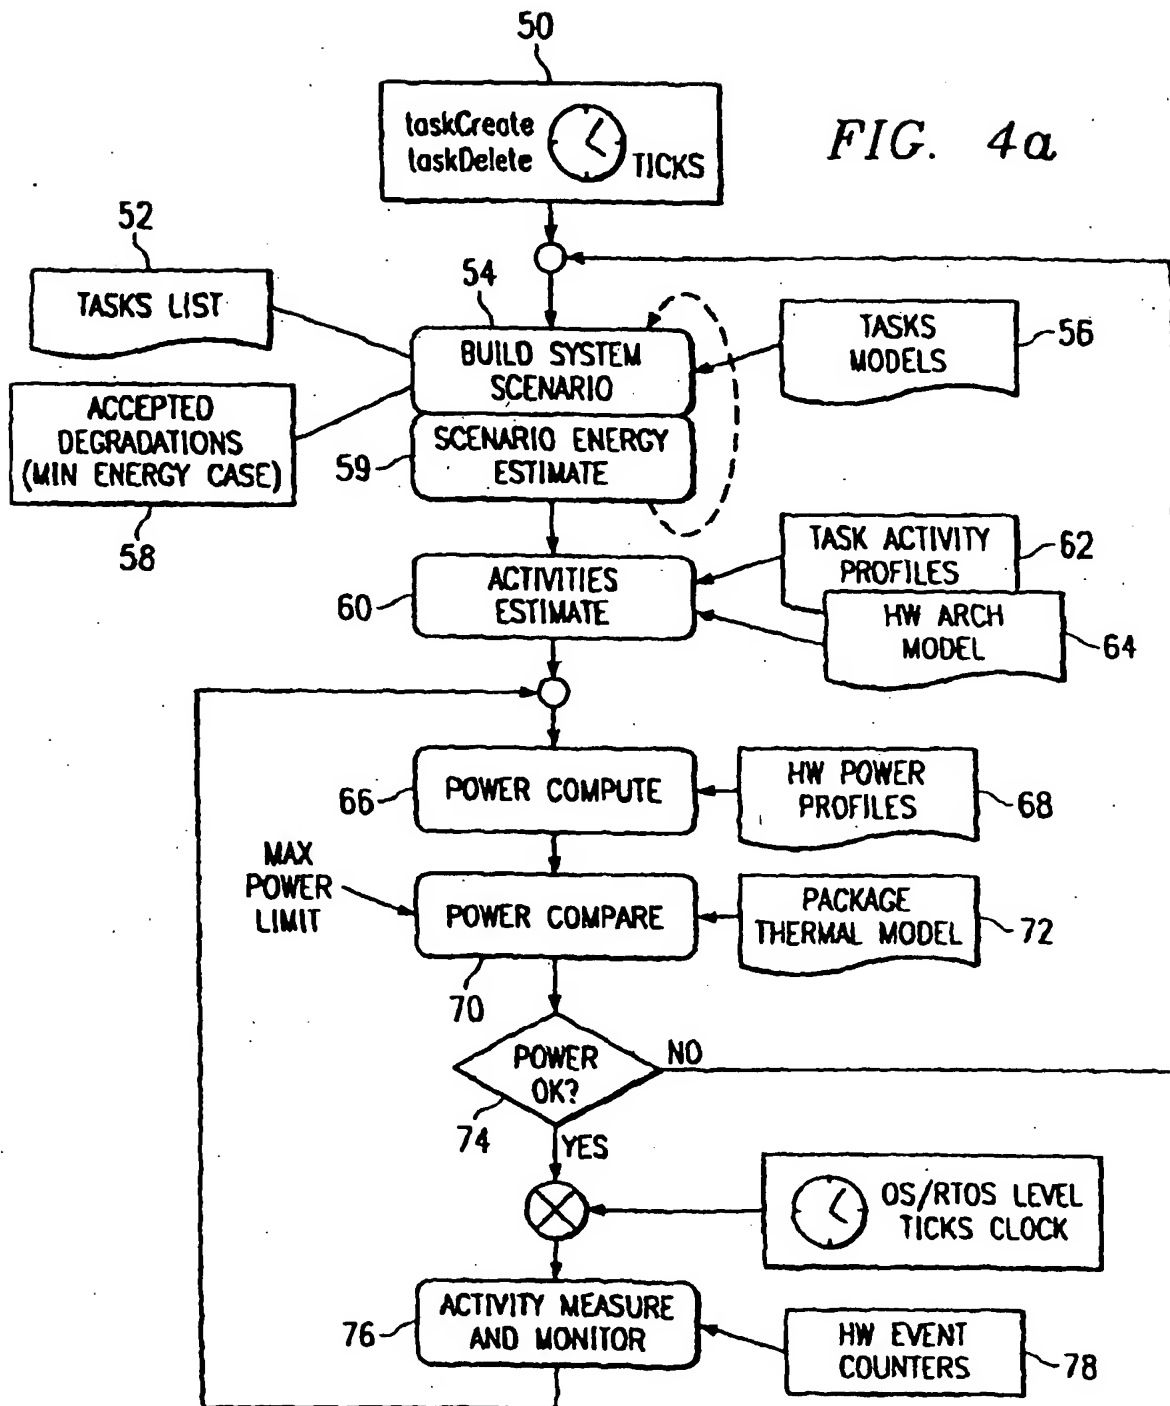 50
taskCreate
taskDelete
TICKS
FIG. 4a
52
TASKS LIST
54
BUILD SYSTEM
SCENARIO
TASKS
MODELS
56
ACCEPTED
DEGRADATIONS
(MIN ENERGY CASE)
58
59
SCENARIO ENERGY
ESTIMATE
60
ACTIVITIES
ESTIMATE
TASK ACTIVITY
PROFILES
62
HW ARCH
MODEL
64
66
POWER COMPUTE
HW POWER
PROFILES
68
MAX
POWER
LIMIT
POWER COMPARE
70
PACKAGE
THERMAL MODEL
72
POWER
OK?
NO
74
YES
OS/RTOS LEVEL
TICKS CLOCK
76
ACTIVITY MEASURE
AND MONITOR
HW EVENT
COUNTERS
78